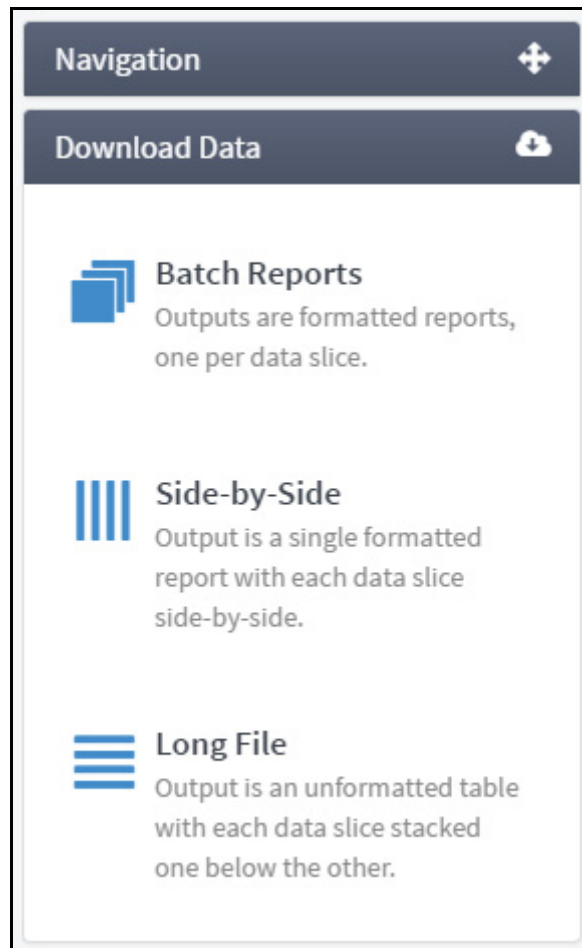 Navigation
Download Data
Batch Reports
Outputs are formatted reports,
one per data slice.
Side-by-Side
Output is a single formatted
report with each data slice
side-by-side.
Long File
Output is an unformatted table
with each data slice stacked
one below the other.